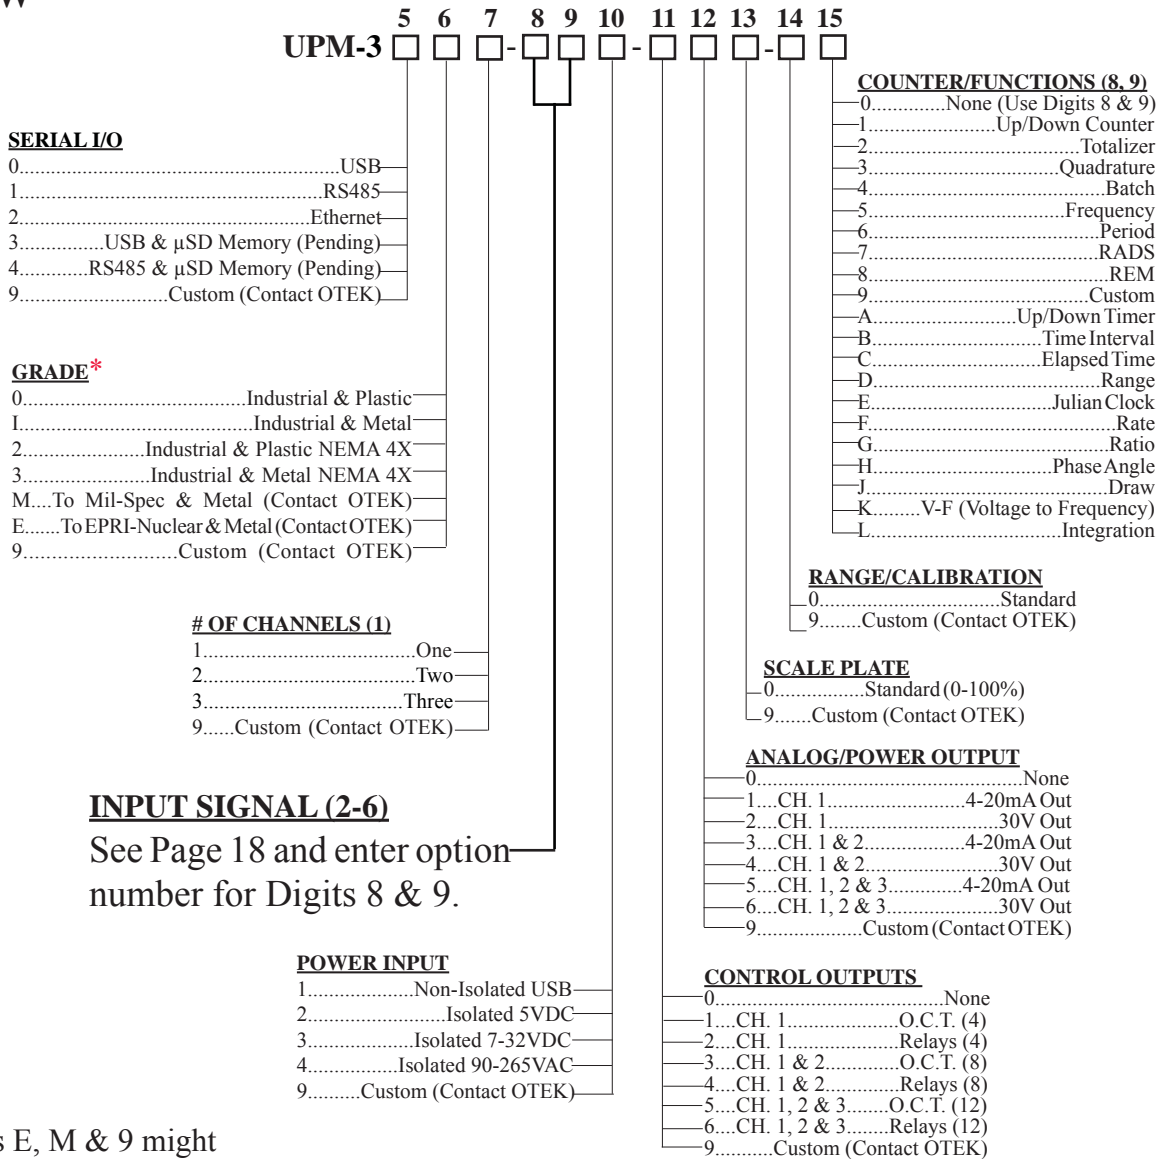 5 6 7 8 9 10 11 12 13 14 15
UPM-3 □ □ □ - □ □ □ - □ □ □ - □ □
COUNTER/FUNCTIONS (8, 9)
0..............None (Use Digits 8 & 9)
1........................Up/Down Counter
2.......................................Totalizer
3....................................Quadrature
4............................................Batch
5.....................................Frequency
6..........................................Period
7..........................................RADS
8............................................REM
9........................................Custom
A..........................Up/Down Timer
B...............................Time Interval
C...............................Elapsed Time
D..........................................Range
E.................................Julian Clock
F............................................Rate
G...........................................Ratio
H.................................Phase Angle
J............................................Draw
K.........V-F (Voltage to Frequency)
L...................................Integration
SERIAL I/O
0.......................................................USB
1....................................................RS485
2..................................................Ethernet
3...............USB & µSD Memory (Pending)
4.............RS485 & µSD Memory (Pending)
9...........................Custom (Contact OTEK)
GRADE*
0.....................................Industrial & Plastic
I.......................................Industrial & Metal
2.....................Industrial & Plastic NEMA 4X
3.......................Industrial & Metal NEMA 4X
M....To Mil-Spec & Metal (Contact OTEK)
E.......To EPRI-Nuclear & Metal (Contact OTEK)
9............................Custom (Contact OTEK)
# OF CHANNELS (1)
1.....................................One
2.....................................Two
3...................................Three
9......Custom (Contact OTEK)
INPUT SIGNAL (2-6)
See Page 18 and enter option
number for Digits 8 & 9.
POWER INPUT
1...................Non-Isolated USB
2.........................Isolated 5VDC
3....................Isolated 7-32VDC
4................Isolated 90-265VAC
9..........Custom (Contact OTEK)
RANGE/CALIBRATION
0...............................Standard
9........Custom (Contact OTEK)
SCALE PLATE
0................Standard (0-100%)
9.......Custom (Contact OTEK)
ANALOG/POWER OUTPUT
0..............................................None
1....CH. 1.......................4-20mA Out
2....CH. 1.............................30V Out
3....CH. 1 & 2.................4-20mA Out
4....CH. 1 & 2.......................30V Out
5....CH. 1, 2 & 3.............4-20mA Out
6....CH. 1, 2 & 3...................30V Out
9...................Custom (Contact OTEK)
CONTROL OUTPUTS
0.......................................None
1....CH. 1...................O.C.T. (4)
2....CH. 1...................Relays (4)
3....CH. 1 & 2.............O.C.T. (8)
4....CH. 1 & 2.............Relays (8)
5....CH. 1, 2 & 3.......O.C.T. (12)
6....CH. 1, 2 & 3.......Relays (12)
9...........Custom (Contact OTEK)
E, M & 9 might